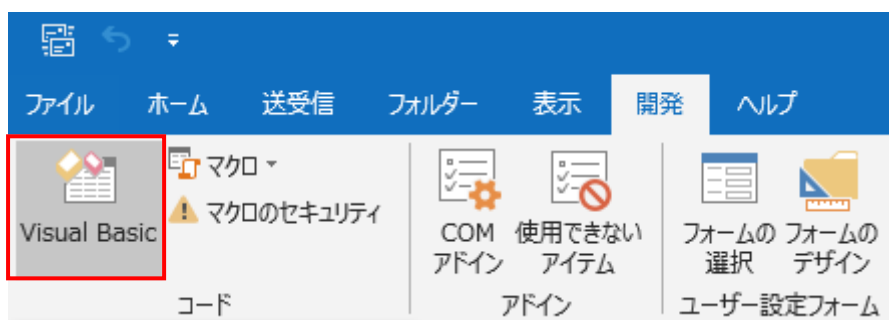 ファイル ホーム 送受信 フォルダー 表示 開発 ヘルプ
Visual Basic
マクロ
マクロのセキュリティ
コード
COM
アドイン
使用できない
アイテム
アドイン
フォームの
選択
フォームの
デザイン
ユーザー設定フォーム